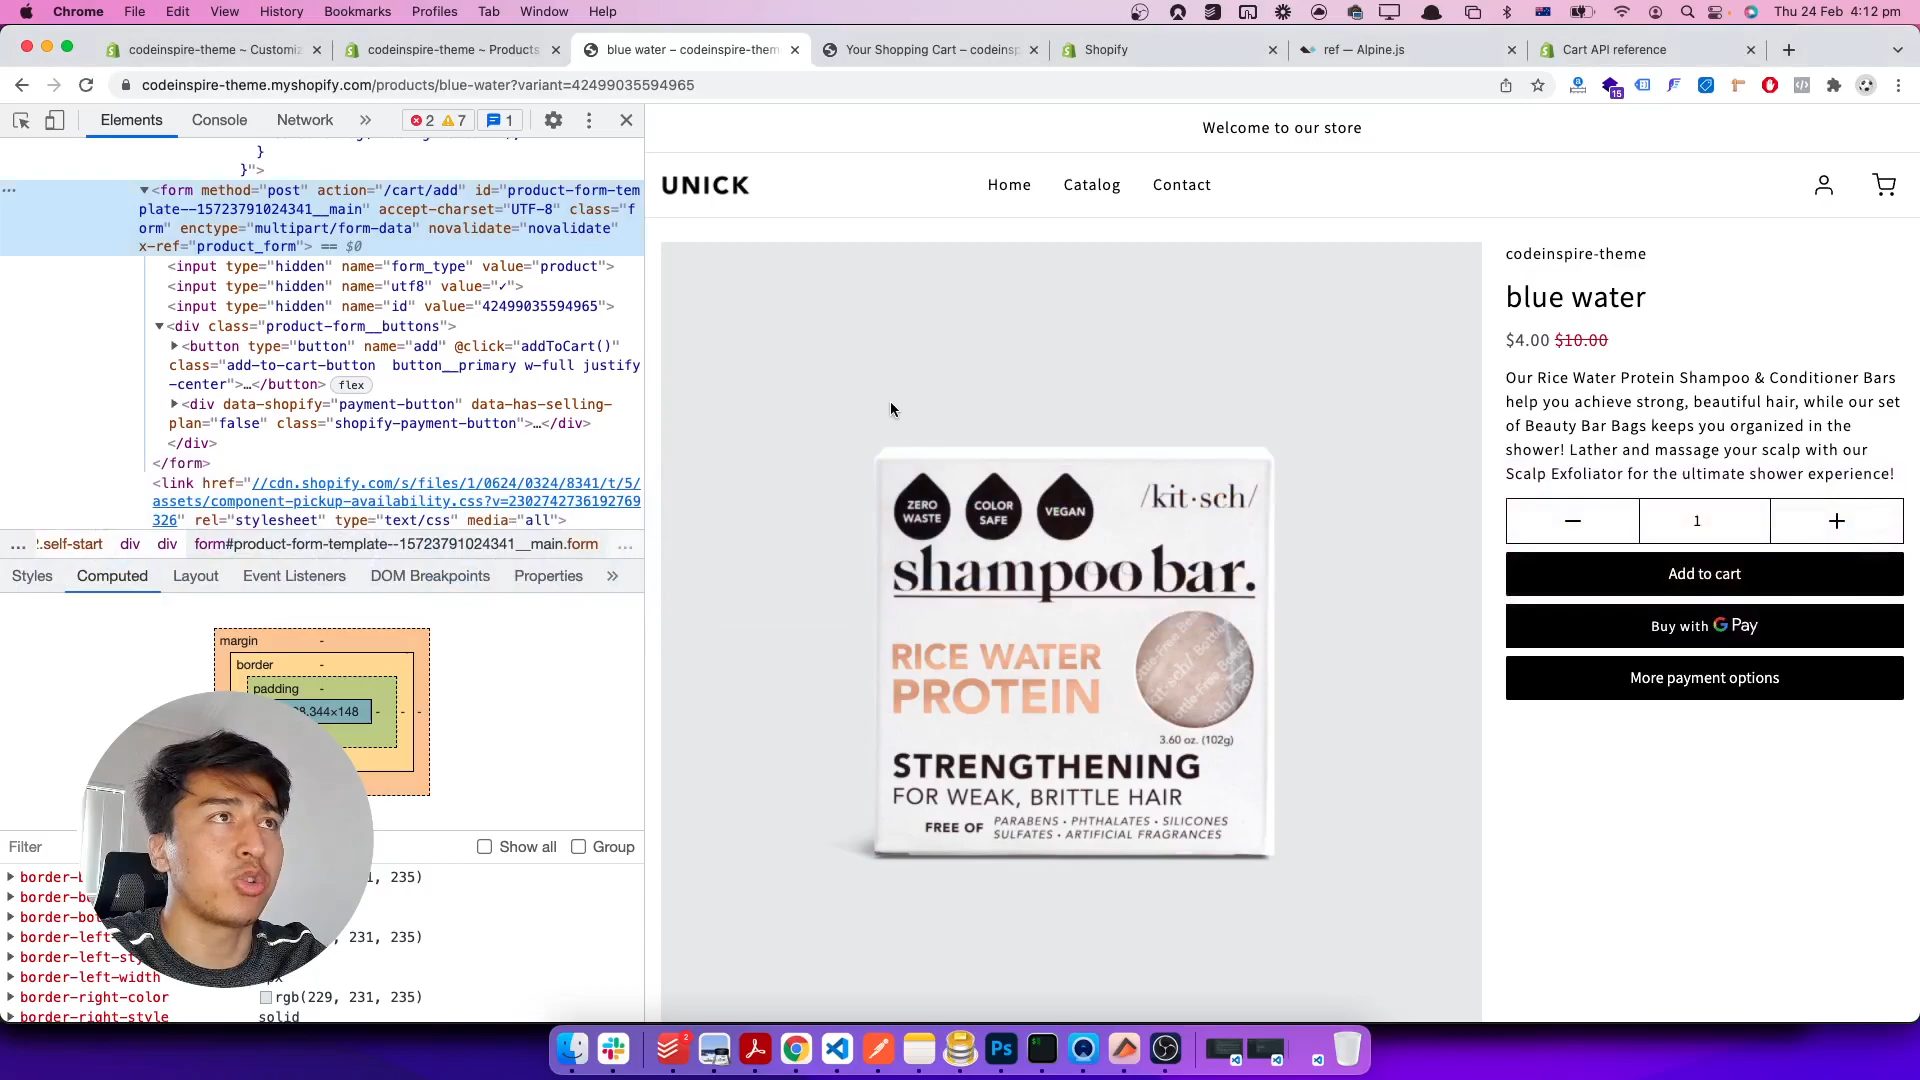 Chrome File Edit View History Bookmarks Profiles Tab Window Help Thu 24 Feb 4:12 pm
codeinspire-theme ~ Customiz codeinspire-theme ~ Products blue water – codeinspire-them Your Shopping Cart – codeinsp Shopify ref — Alpine.js Cart API reference
codeinspire-theme.myshopify.com/products/blue-water?variant=42499035594965 15
Elements Console Network 2 7 1
}
}">
<form method="post" action="/cart/add" id="product-form-tem
plate--15723791024341__main" accept-charset="UTF-8" class="f
orm" enctype="multipart/form-data" novalidate="novalidate"
x-ref="product_form"> == $0
<input type="hidden" name="form_type" value="product">
<input type="hidden" name="utf8" value="✓">
<input type="hidden" name="id" value="42499035594965">
<div class="product-form__buttons">
<button type="button" name="add" @click="addToCart()"
class="add-to-cart-button  button__primary w-full justify
-center">…</button> flex
<div data-shopify="payment-button" data-has-selling-
plan="false" class="shopify-payment-button">…</div>
</div>
</form>
<link href="//cdn.shopify.com/s/files/1/0624/0324/8341/t/5/
assets/component-pickup-availability.css?v=2302742736192769
326" rel="stylesheet" type="text/css" media="all">
... .self-start div div form#product-form-template--15723791024341__main.form ...
Styles Computed Layout Event Listeners DOM Breakpoints Properties
margin -
border -
padding -
8.344×148 - - -
Filter Show all Group
1, 235)
border-left- , 231, 235)
border-left-width
border-right-color rgb(229, 231, 235)
border-right-style solid
Welcome to our store
UNICK Home Catalog Contact
codeinspire-theme
blue water
$4.00 $10.00
Our Rice Water Protein Shampoo & Conditioner Bars
help you achieve strong, beautiful hair, while our set
of Beauty Bar Bags keeps you organized in the
shower! Lather and massage your scalp with our
Scalp Exfoliator for the ultimate shower experience!
1
Add to cart
Buy with G Pay
More payment options
ZERO WASTE COLOR SAFE VEGAN /kit·sch/
shampoo bar.
RICE WATER
PROTEIN
3.60 oz. (102g)
STRENGTHENING
FOR WEAK, BRITTLE HAIR
FREE OF PARABENS • PHTHALATES • SILICONES
SULFATES • ARTIFICIAL FRAGRANCES
2 Ps